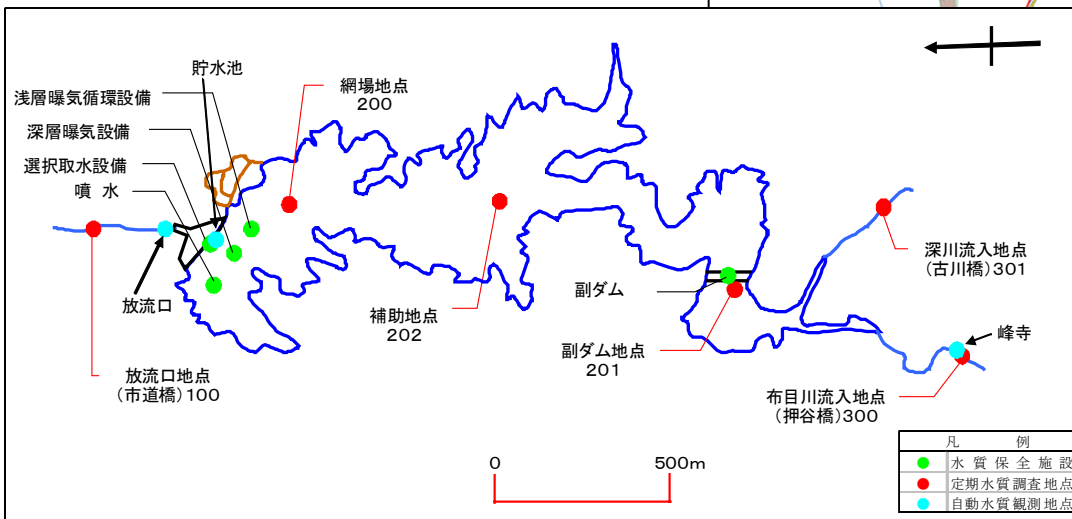 貯水池
浅層曝気循環設備
深層曝気設備
選択取水設備
噴 水
網場地点
200
放流口
放流口地点
(市道橋)100
補助地点
202
副ダム
副ダム地点
201
深川流入地点
(古川橋)301
峰寺
布目川流入地点
(押谷橋)300
0 500m
凡 例
水質保全施設
定期水質調査地点
自動水質観測地点